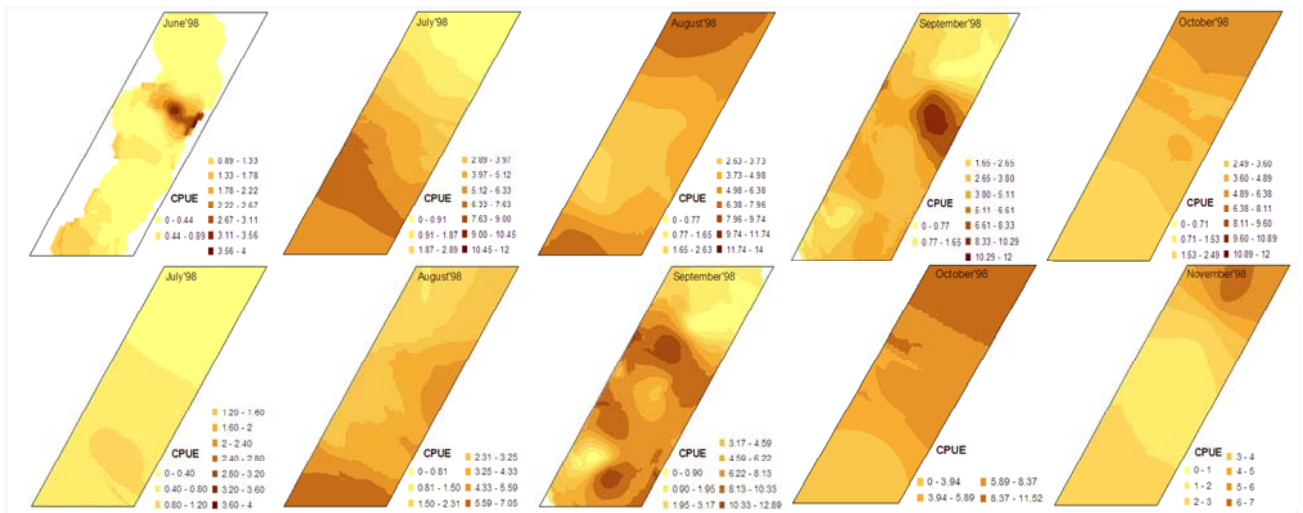 June'98
0.89 - 1.33
1.33 - 1.78
1.78 - 2.22
2.22 - 2.67
CPUE
2.67 - 3.11
0 - 0.44
3.11 - 3.56
0.44 - 0.89
3.56 - 4
July'98
2.89 - 3.97
3.97 - 5.12
5.12 - 6.33
6.33 - 7.63
CPUE
7.63 - 9.00
0 - 0.91
9.00 - 10.45
0.91 - 1.87
10.45 - 12
1.87 - 2.89
August'98
2.63 - 3.73
3.73 - 4.98
4.98 - 6.38
6.38 - 7.96
CPUE
7.96 - 9.74
0 - 0.77
9.74 - 11.74
0.77 - 1.65
11.74 - 14
1.65 - 2.63
September'98
1.65 - 2.65
2.65 - 3.80
3.80 - 5.11
5.11 - 6.61
CPUE
6.61 - 8.33
0 - 0.77
8.33 - 10.29
0.77 - 1.65
10.29 - 12
October'98
2.49 - 3.60
3.60 - 4.89
4.89 - 6.38
6.38 - 8.11
CPUE
8.11 - 9.60
0 - 0.71
9.60 - 10.89
0.71 - 1.53
10.89 - 12
1.53 - 2.49
July'98
1.20 - 1.60
1.60 - 2
2 - 2.40
2.40 - 2.80
CPUE
2.80 - 3.20
0 - 0.40
3.20 - 3.60
0.40 - 0.80
3.60 - 4
0.80 - 1.20
August'98
CPUE
2.31 - 3.25
0 - 0.81
3.25 - 4.33
0.81 - 1.50
4.33 - 5.59
1.50 - 2.31
5.59 - 7.05
September'98
3.17 - 4.59
CPUE
4.59 - 6.22
0 - 0.90
6.22 - 8.13
0.90 - 1.95
8.13 - 10.33
1.95 - 3.17
10.33 - 12.89
October'98
CPUE
0 - 3.94
5.89 - 8.37
3.94 - 5.89
8.37 - 11.52
November'98
CPUE
3 - 4
0 - 1
4 - 5
1 - 2
5 - 6
2 - 3
6 - 7